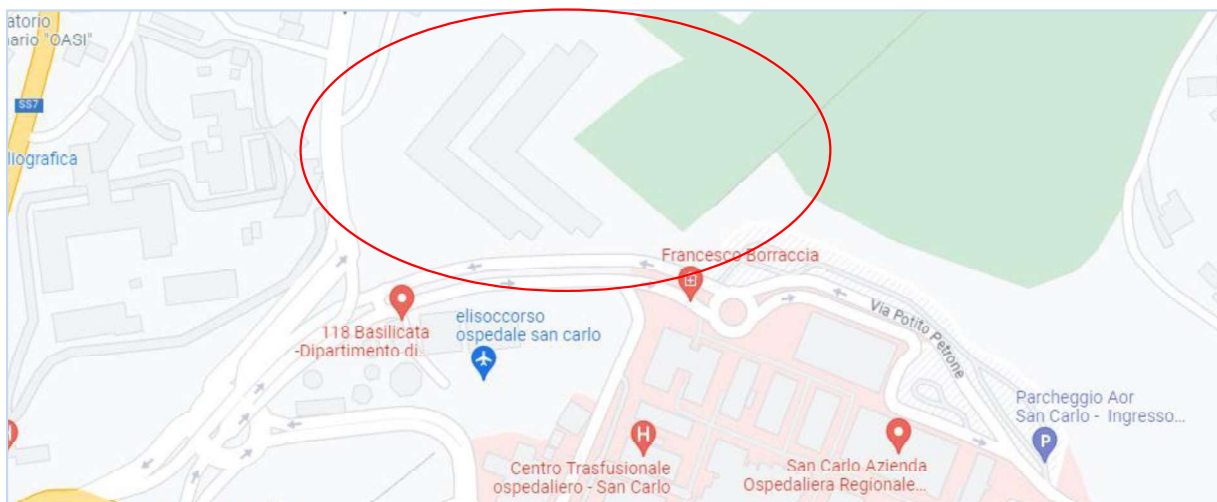 atorio
ario "OASI"
SS7
liografica
Francesco Borraccia
118 Basilicata
-Dipartimento di...
elisoccorso
ospedale san carlo
Via Potito Petrone
Parcheggio Aor
San Carlo - Ingresso...
H
H
P
Centro Trasfusionale
ospedaliero - San Carlo
San Carlo Azienda
Ospedaliera Regionale...